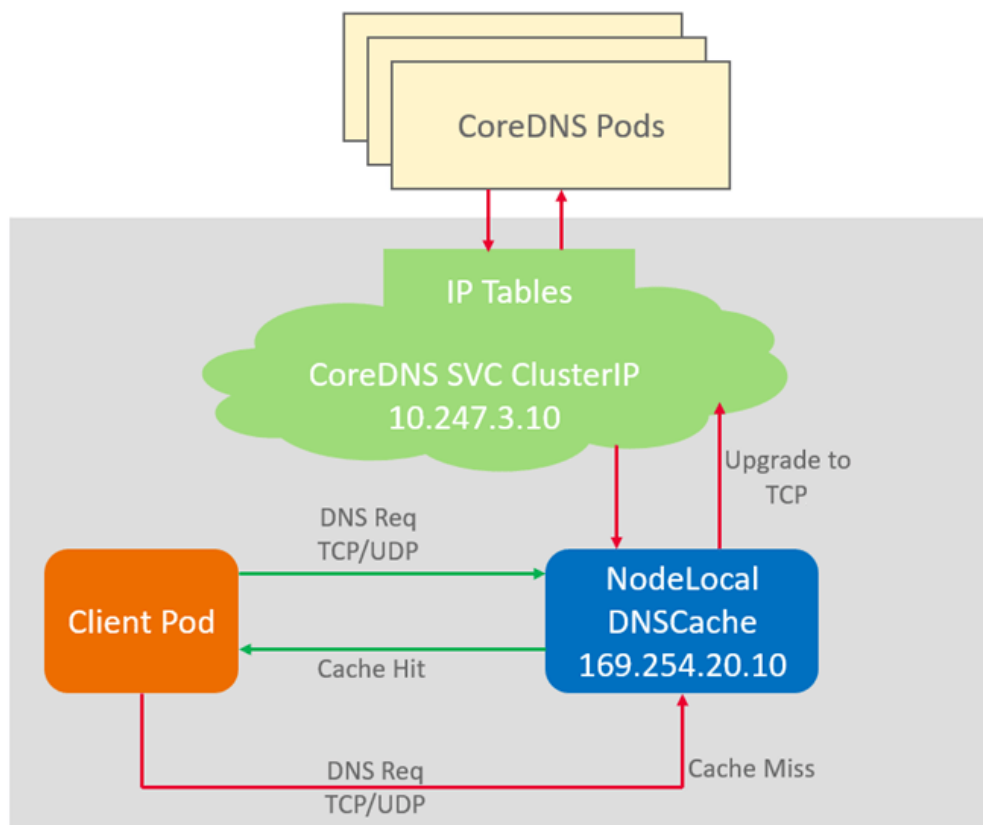 CoreDNS Pods
IP Tables
CoreDNS SVC ClusterIP
10.247.3.10
Upgrade to
TCP
DNS Req
TCP/UDP
Client Pod
NodeLocal
DNSCache
169.254.20.10
Cache Hit
Cache Miss
DNS Req
TCP/UDP